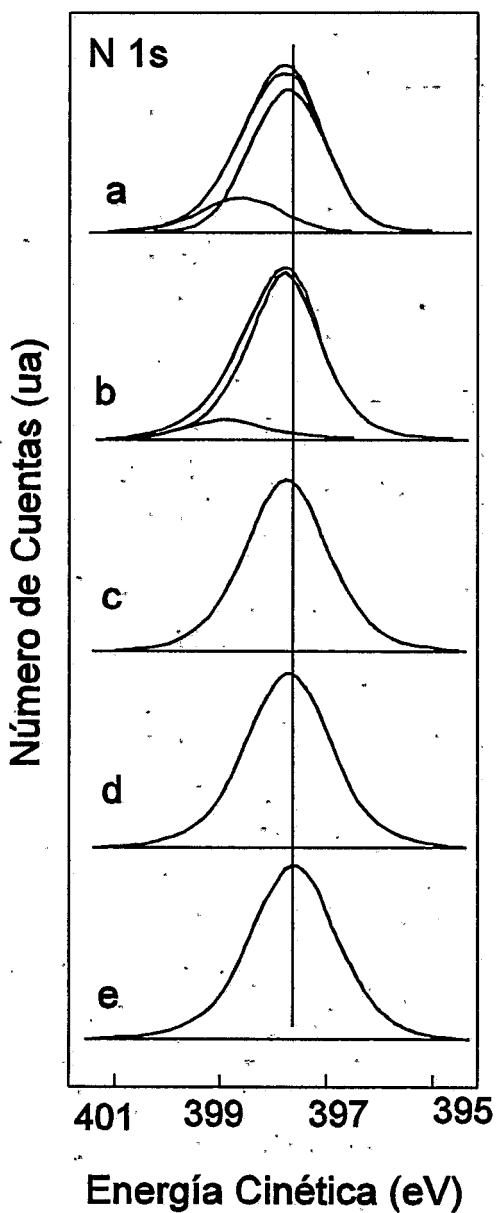 N 1s
a
b
c
d
e
Número de Cuentas (ua)
401 399 397 395
Energía Cinética (eV)